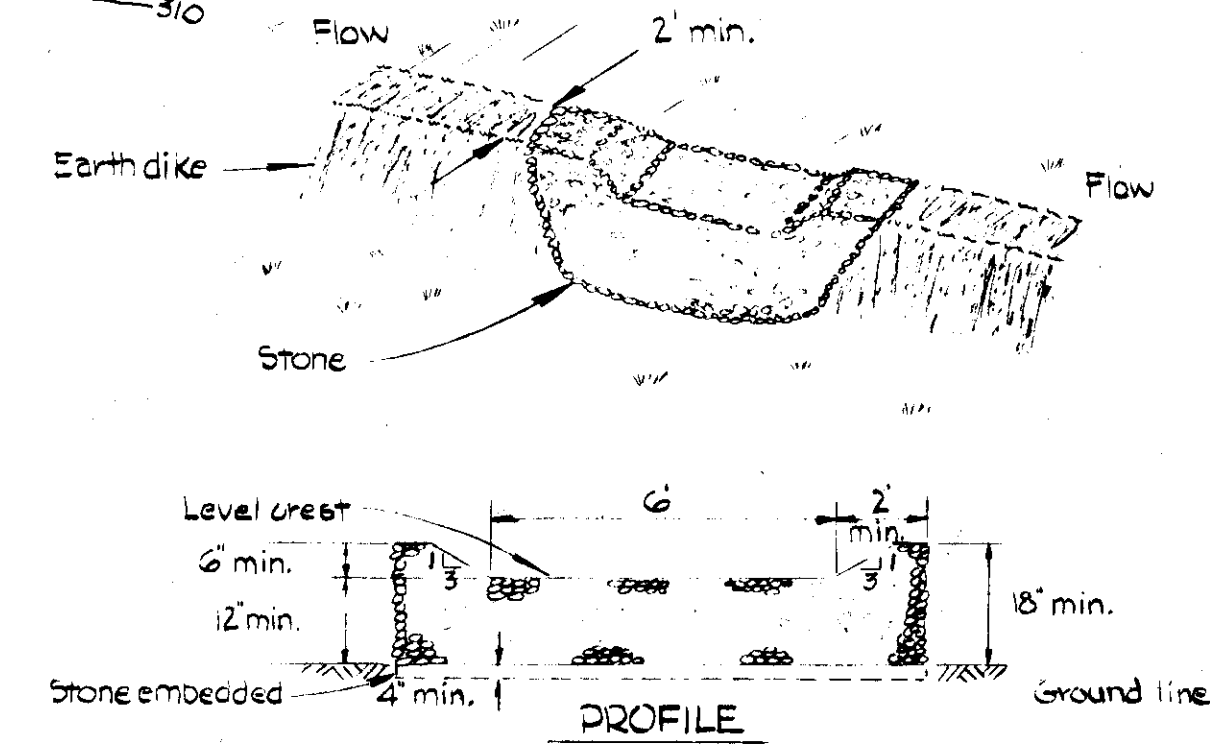 310
Flow
2' min.
Earth dike
Flow
Stone
Level crest
6'
2'
min.
6" min.
1
3
1
3
12" min.
18" min.
Stone embedded
4" min.
Ground line
PROFILE